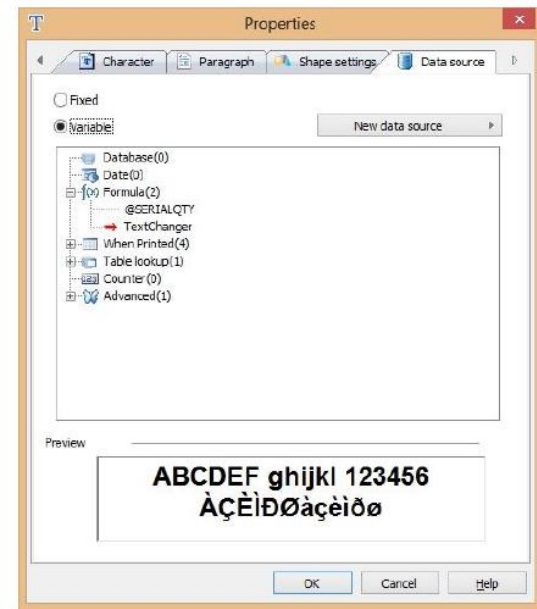 T
Properties
Character Paragraph Shape settings Data source
Fixed
Variable
New data source
Database(0)
Date(0)
f(x) Formula(2)
@SERIALQTY
TextChanger
When Printed(4)
Table lookup(1)
123 Counter(0)
Advanced(1)
Preview
ABCDEF ghijkl 123456
ÀÇÈÌÐØàçèìðø
OK Cancel Help